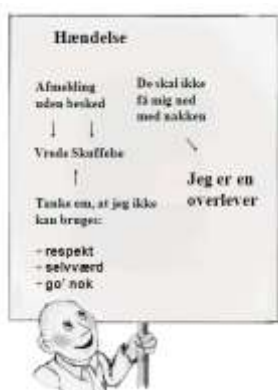 Hændelse
Afmelding
uden besked
De skal ikke
få mig ned
med nakken
Vrede Skuffelse
Jeg er en
overlever
Tanke om, at jeg ikke
kan bruges:
- respekt
- selvværd
- go' nok